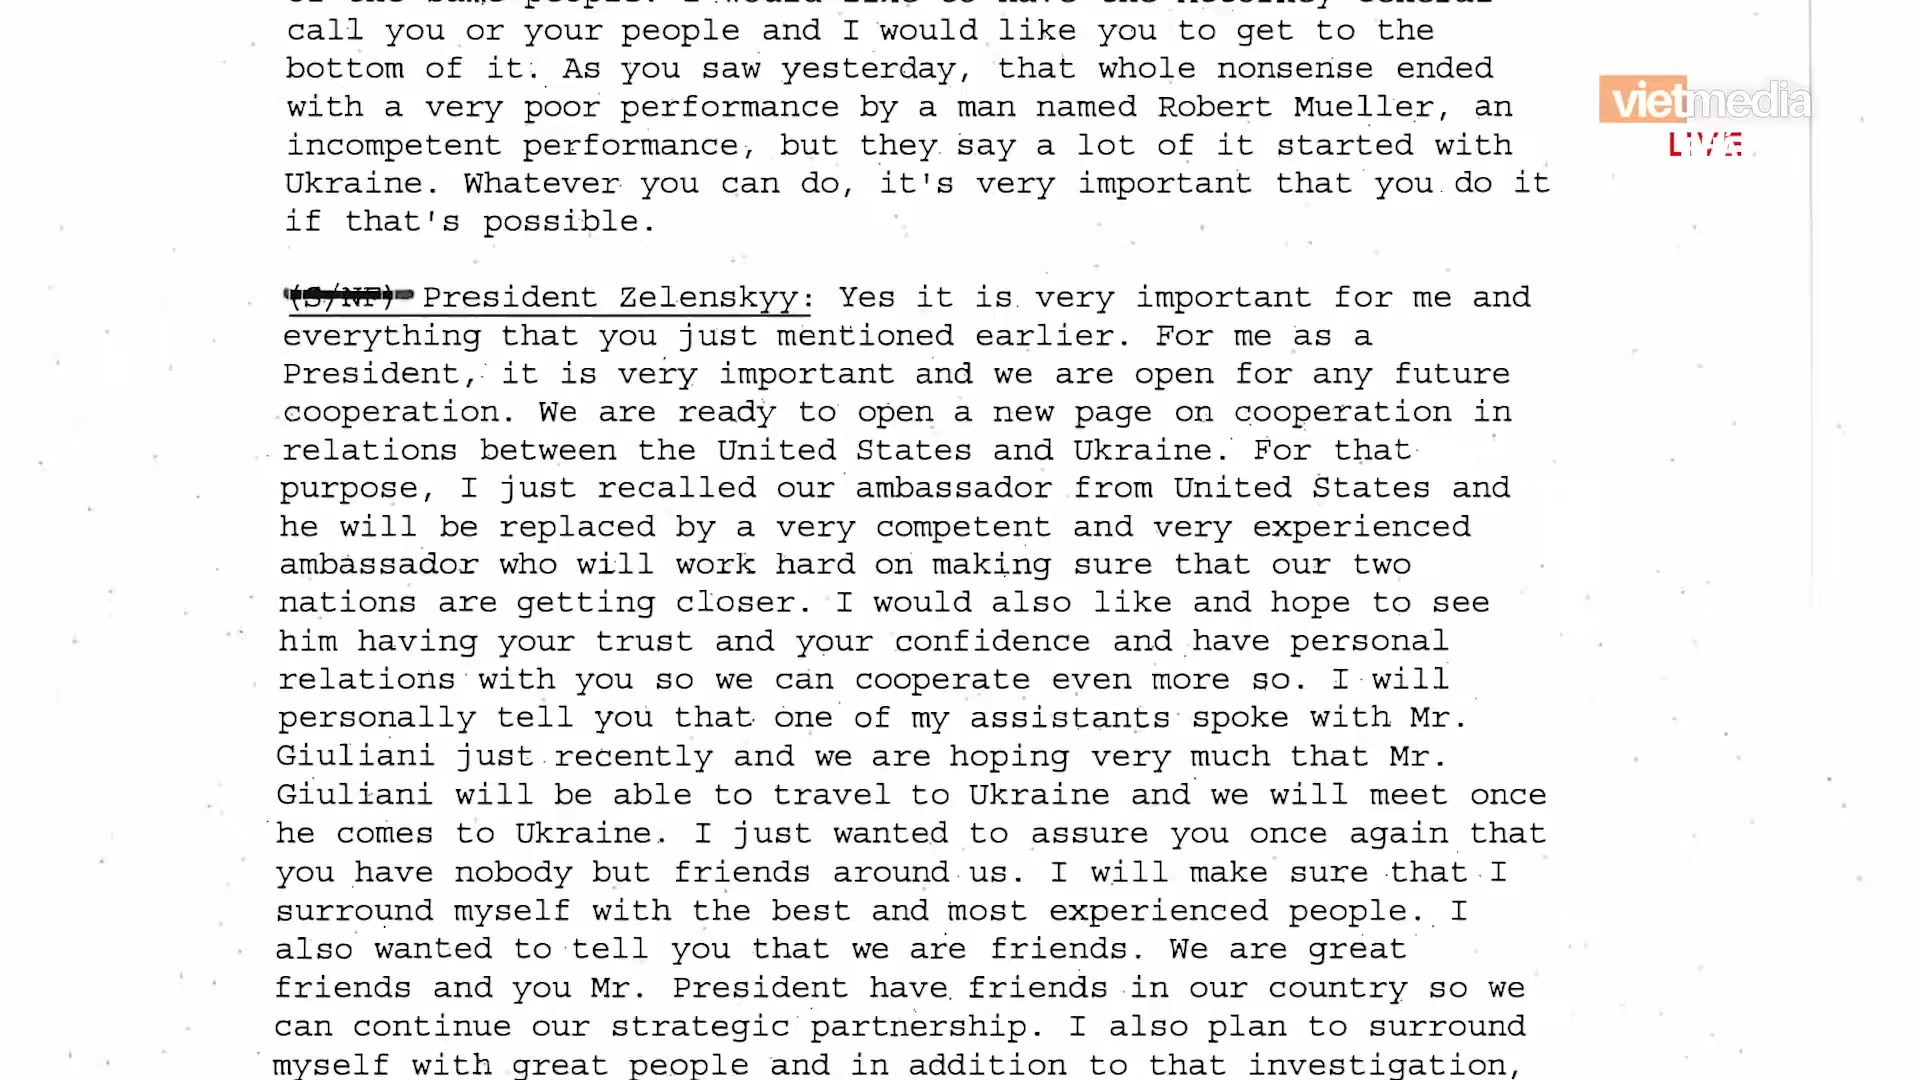 of the same people. I would like to have the Attorney General
call you or your people and I would like you to get to the
bottom of it. As you saw yesterday, that whole nonsense ended
with a very poor performance by a man named Robert Mueller, an
incompetent performance, but they say a lot of it started with
Ukraine. Whatever you can do, it's very important that you do it
if that's possible.
(S/NF) President Zelenskyy: Yes it is very important for me and
everything that you just mentioned earlier. For me as a
President, it is very important and we are open for any future
cooperation. We are ready to open a new page on cooperation in
relations between the United States and Ukraine. For that
purpose, I just recalled our ambassador from United States and
he will be replaced by a very competent and very experienced
ambassador who will work hard on making sure that our two
nations are getting closer. I would also like and hope to see
him having your trust and your confidence and have personal
relations with you so we can cooperate even more so. I will
personally tell you that one of my assistants spoke with Mr.
Giuliani just recently and we are hoping very much that Mr.
Giuliani will be able to travel to Ukraine and we will meet once
he comes to Ukraine. I just wanted to assure you once again that
you have nobody but friends around us. I will make sure that I
surround myself with the best and most experienced people. I
also wanted to tell you that we are friends. We are great
friends and you Mr. President have friends in our country so we
can continue our strategic partnership. I also plan to surround
myself with great people and in addition to that investigation,
vietmedia
LIVE